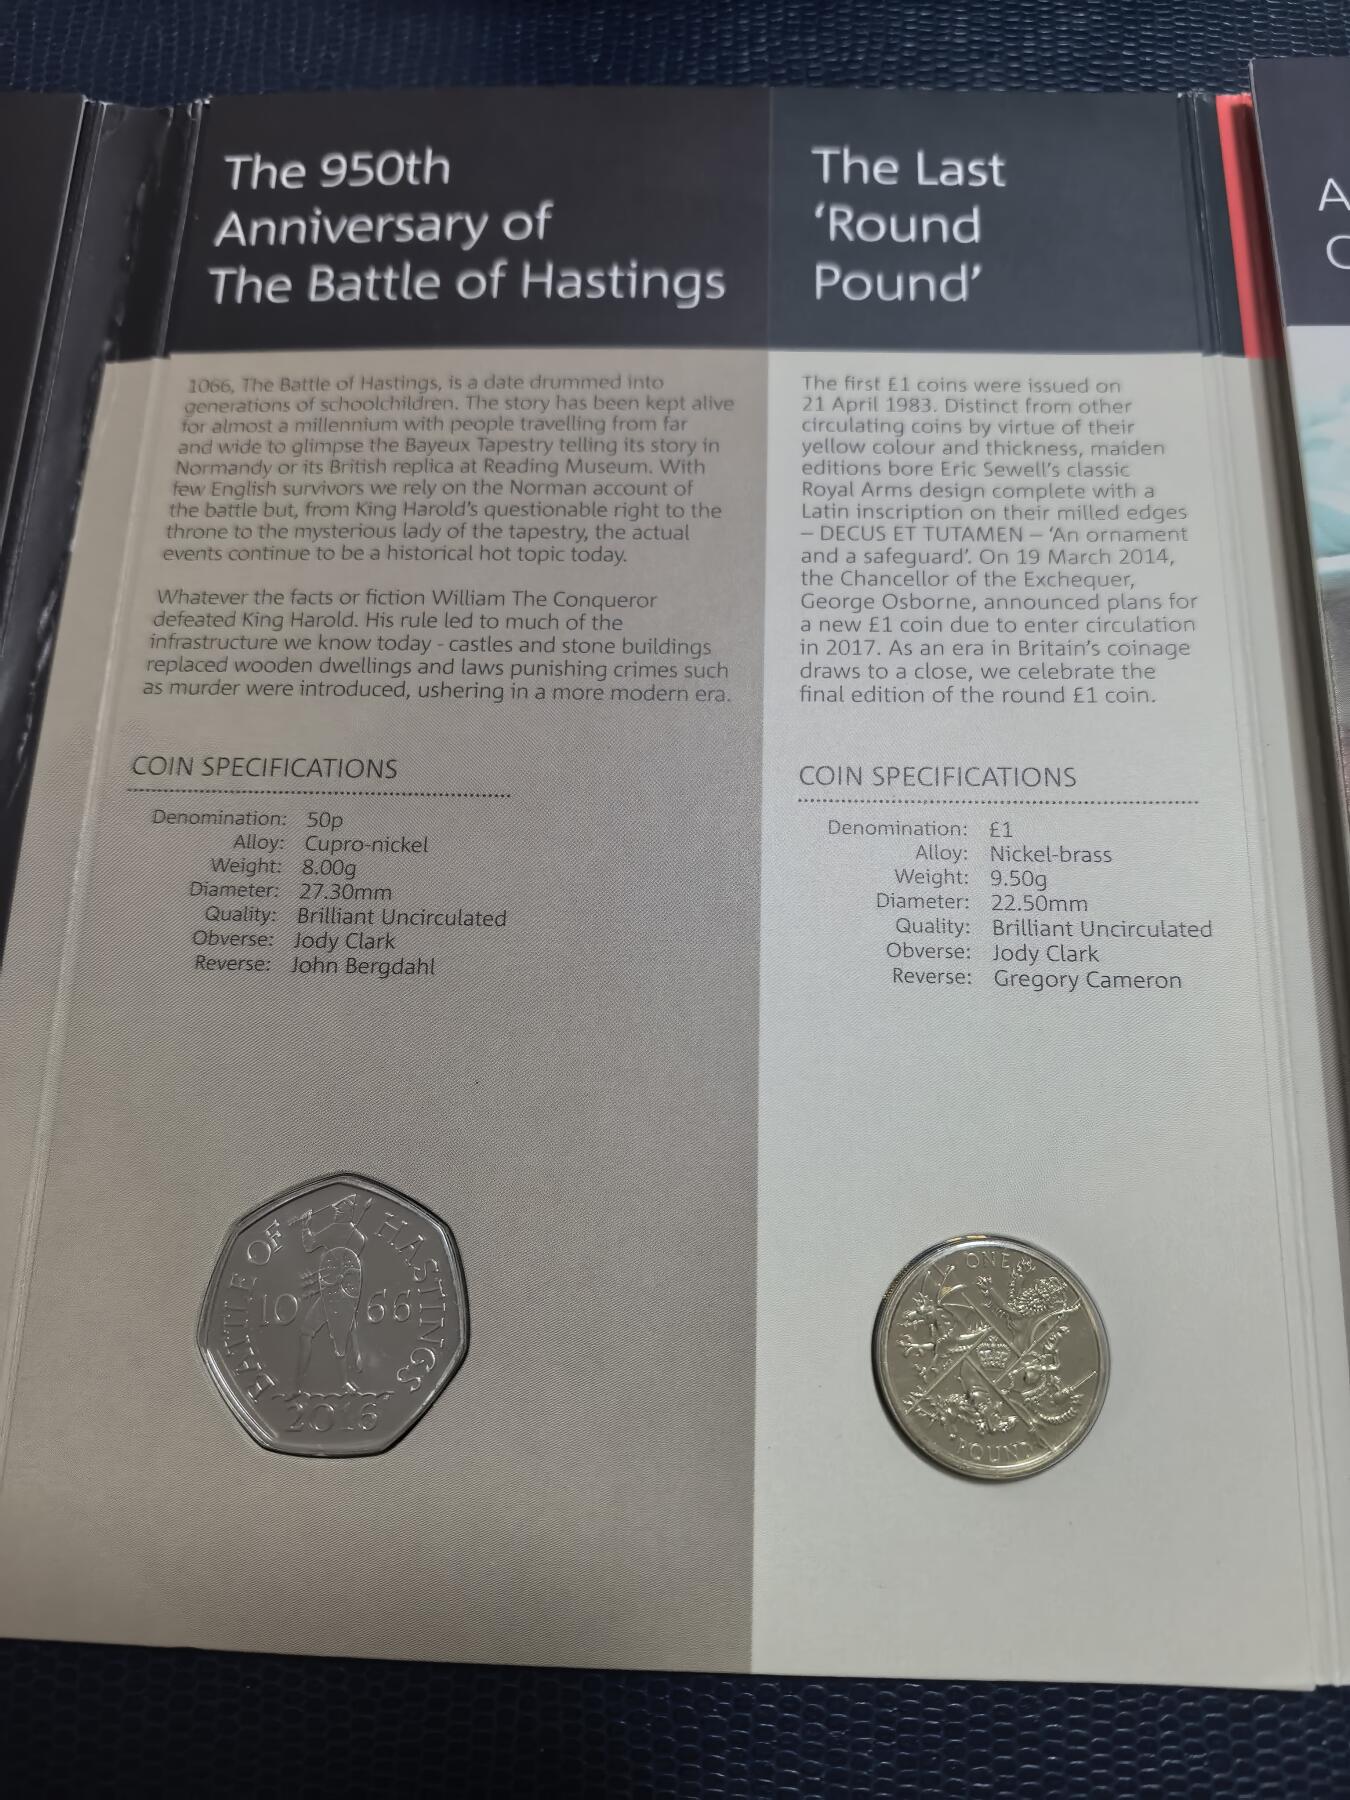 The 950th
Anniversary of
The Battle of Hastings
1066, The Battle of Hastings, is a date drummed into
generations of schoolchildren. The story has been kept alive
for almost a millennium with people travelling from far
and wide to glimpse the Bayeux Tapestry telling its story in
Normandy or its British replica at Reading Museum. With
few English survivors we rely on the Norman account of
the battle but, from King Harold's questionable right to the
throne to the mysterious lady of the tapestry, the actual
events continue to be a historical hot topic today.
Whatever the facts or fiction William The Conqueror
defeated King Harold. His rule led to much of the
infrastructure we know today - castles and stone buildings
replaced wooden dwellings and laws punishing crimes such
as murder were introduced, ushering in a more modern era.
COIN SPECIFICATIONS
Denomination: 50p
Alloy: Cupro-nickel
Weight: 8.00g
Diameter: 27.30mm
Quality: Brilliant Uncirculated
Obverse: Jody Clark
Reverse: John Bergdahl
BATTLE OF HASTINGS
1066
2016
The Last
‘Round
Pound’
The first £1 coins were issued on
21 April 1983. Distinct from other
circulating coins by virtue of their
yellow colour and thickness, maiden
editions bore Eric Sewell's classic
Royal Arms design complete with a
Latin inscription on their milled edges
– DECUS ET TUTAMEN – ‘An ornament
and a safeguard’. On 19 March 2014,
the Chancellor of the Exchequer,
George Osborne, announced plans for
a new £1 coin due to enter circulation
in 2017. As an era in Britain's coinage
draws to a close, we celebrate the
final edition of the round £1 coin.
COIN SPECIFICATIONS
Denomination: £1
Alloy: Nickel-brass
Weight: 9.50g
Diameter: 22.50mm
Quality: Brilliant Uncirculated
Obverse: Jody Clark
Reverse: Gregory Cameron
ONE
POUND